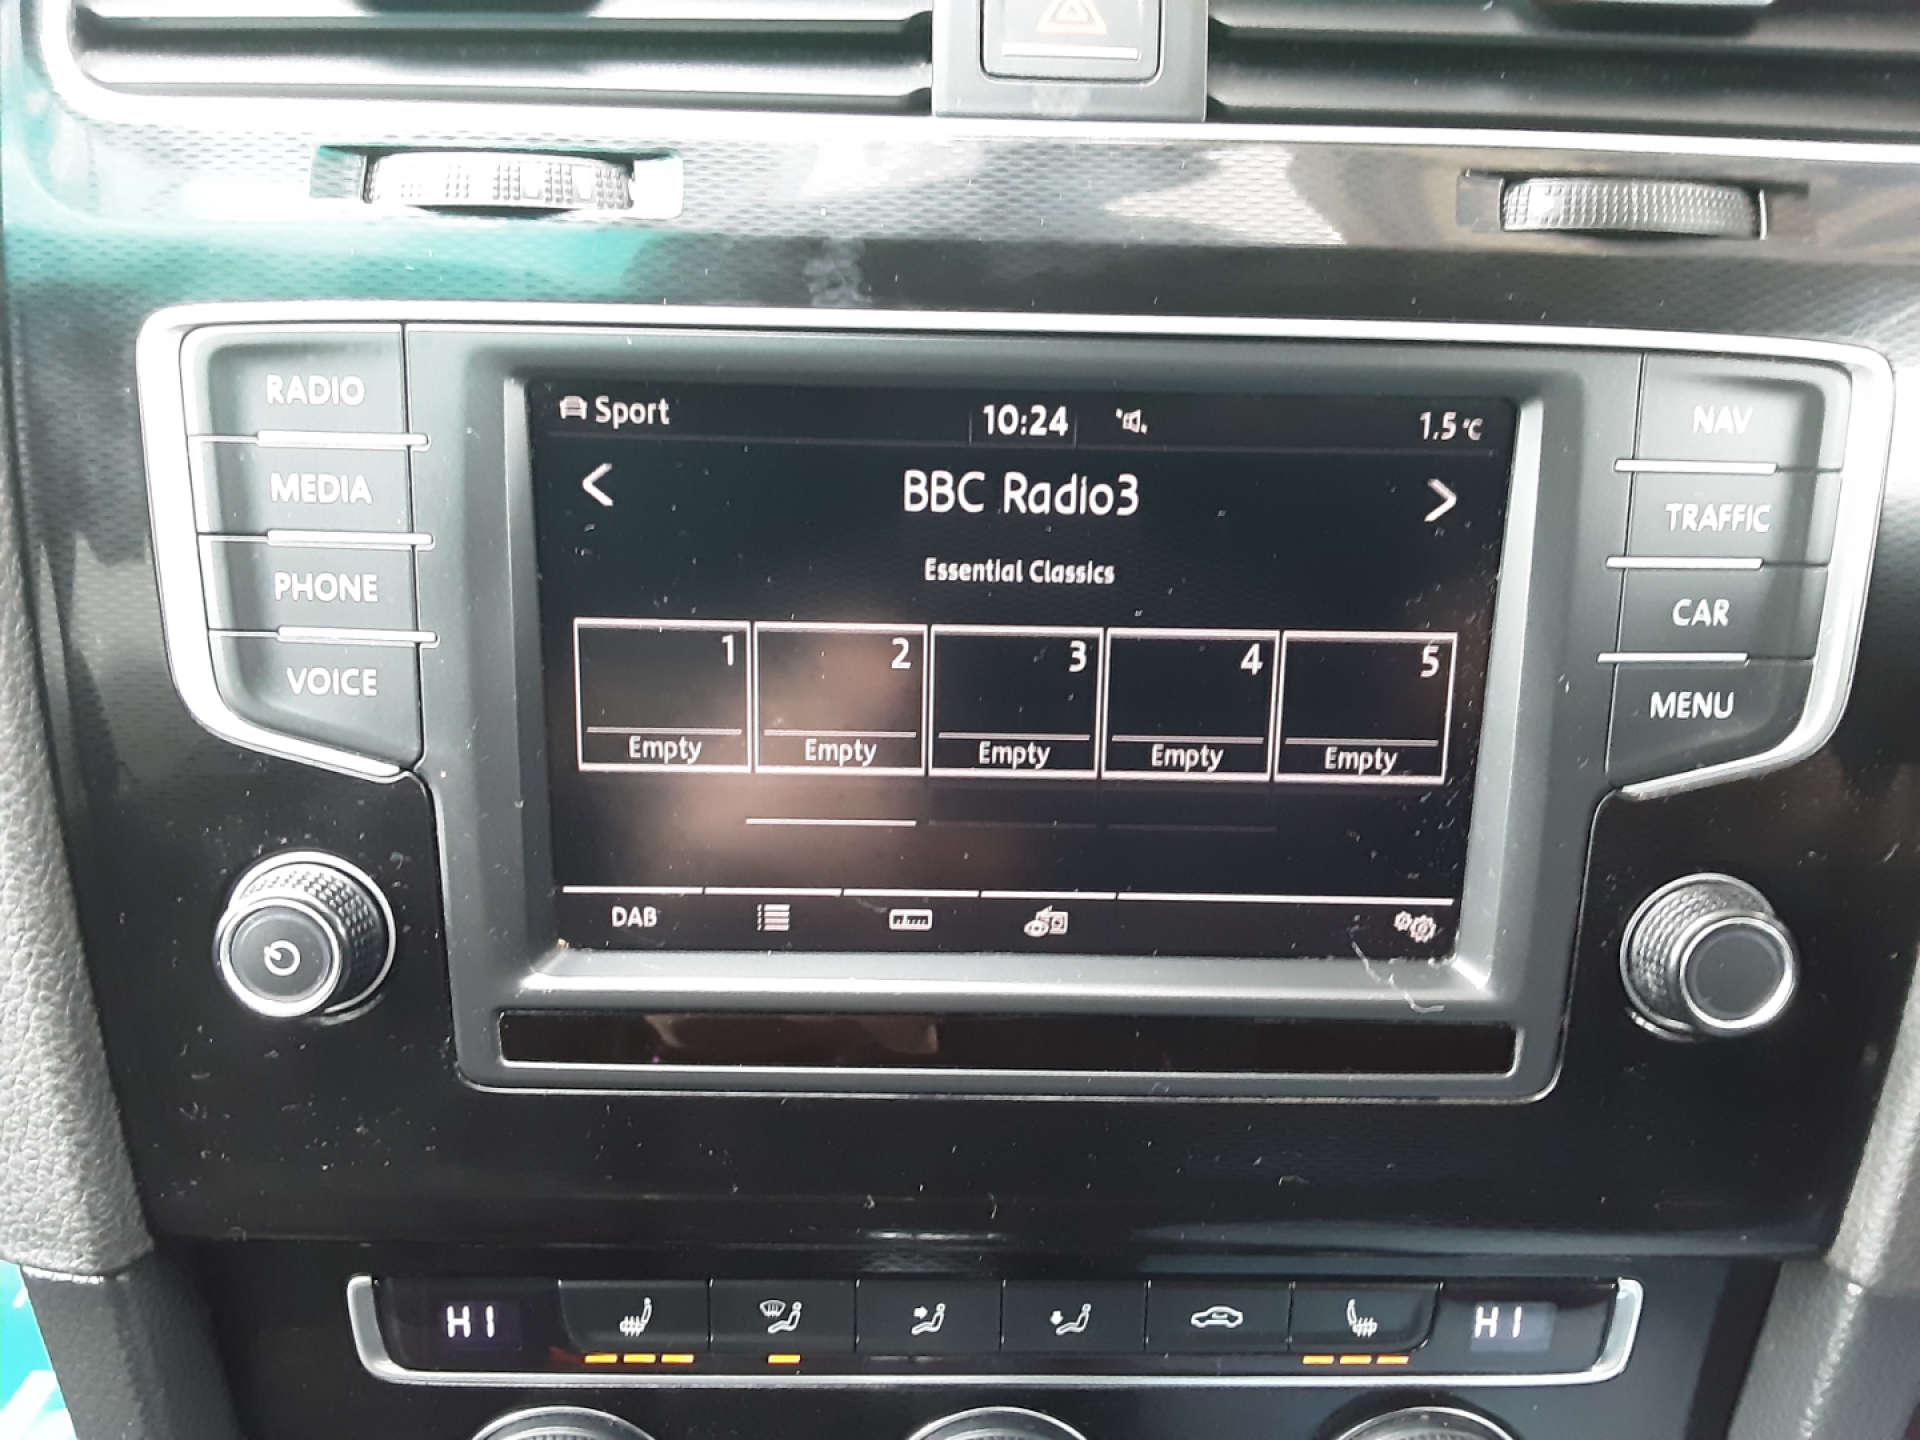 RADIO
MEDIA
PHONE
VOICE
Sport
10:24
1.5 °C
BBC Radio3
Essential Classics
1 2 3 4 5
Empty Empty Empty Empty Empty
DAB
NAV
TRAFFIC
CAR
MENU
HI
HI